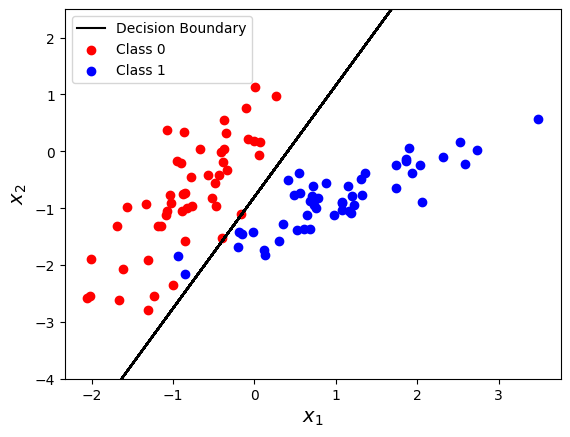 Decision Boundary
Class 0
Class 1
2
1
0
−1
−2
−3
−4
x₂
−2
−1
0
1
2
3
x₁